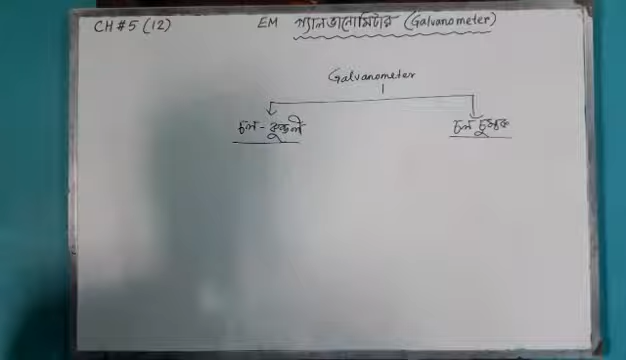 CH # 5 (12) EM গ্যালভানোমিটার (Galvanometer)
Galvanometer
চল - কুন্ডলী চল চুম্বক